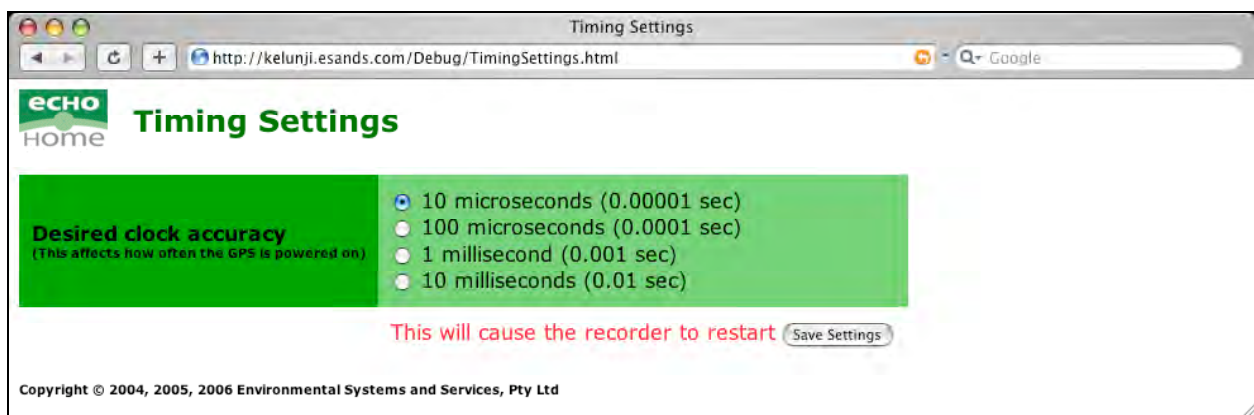 Timing Settings
http://kelunji.esands.com/Debug/TimingSettings.html
Google
ecHo
Home
Timing Settings
Desired clock accuracy
(This affects how often the GPS is powered on)
10 microseconds (0.00001 sec)
100 microseconds (0.0001 sec)
1 millisecond (0.001 sec)
10 milliseconds (0.01 sec)
This will cause the recorder to restart Save Settings
Copyright © 2004, 2005, 2006 Environmental Systems and Services, Pty Ltd